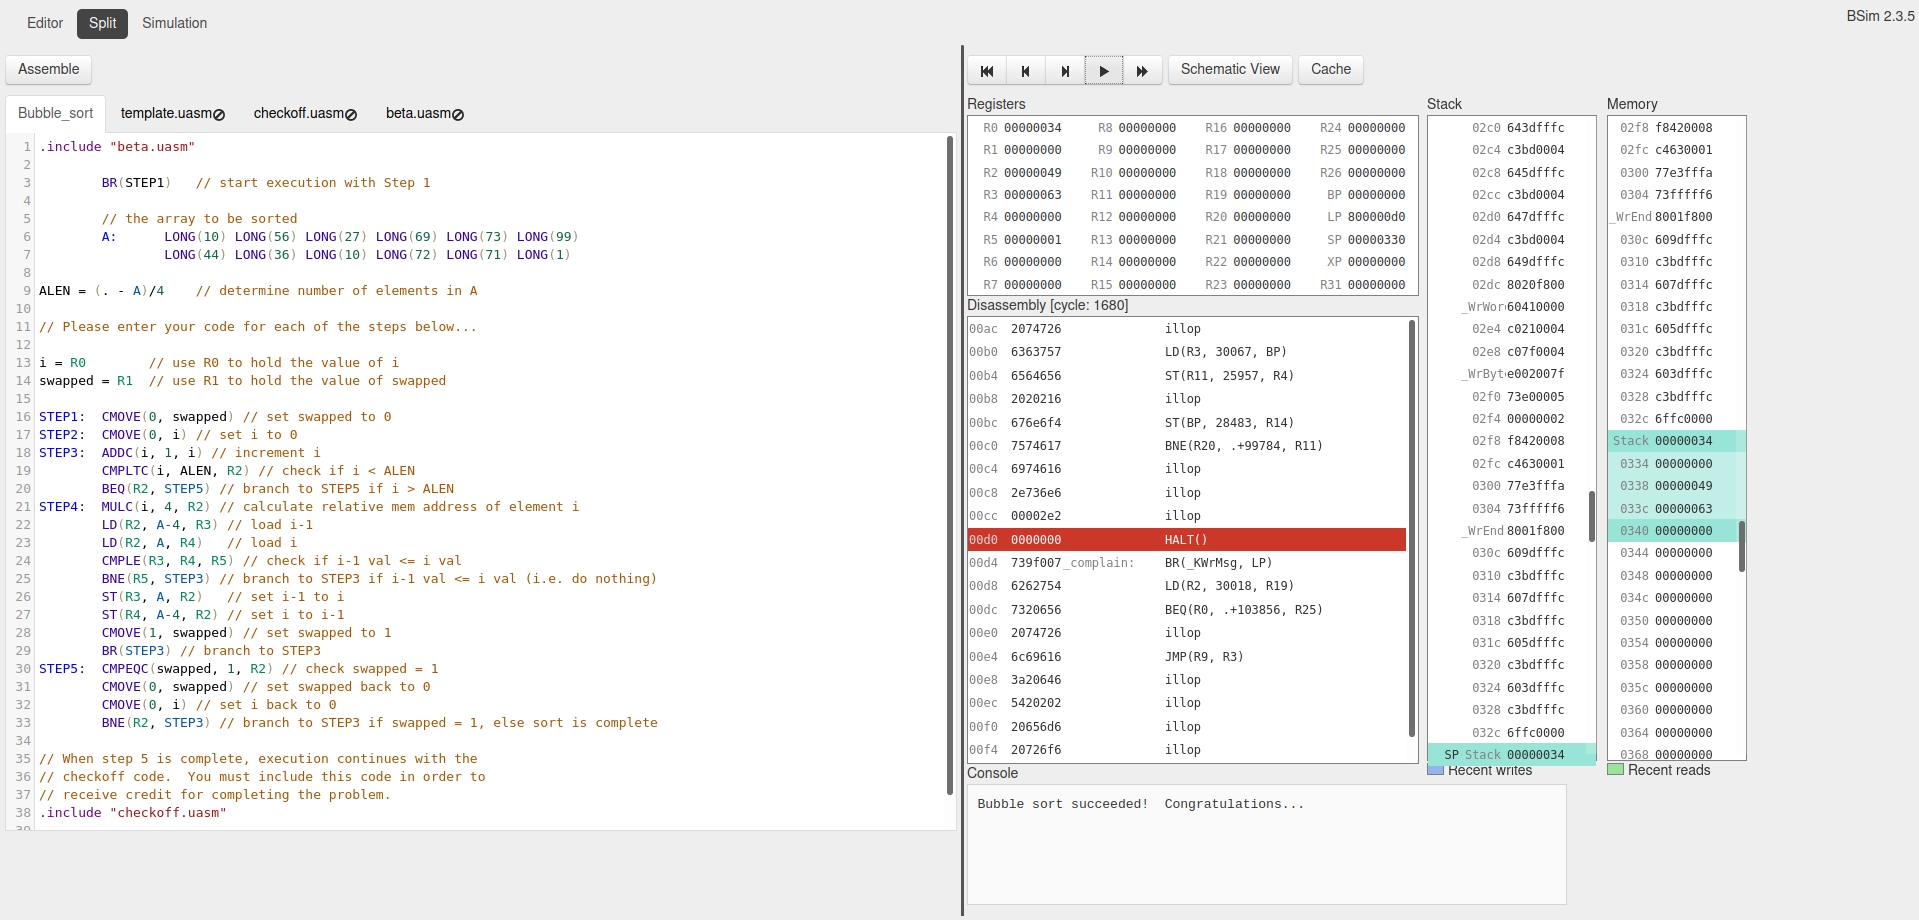 Editor Split Simulation BSim 2.3.5
Assemble Schematic View Cache
Bubble_sort template.uasm checkoff.uasm beta.uasm
1 .include "beta.uasm"
2
3 BR(STEP1) // start execution with Step 1
4
5 // the array to be sorted
6 A: LONG(10) LONG(56) LONG(27) LONG(69) LONG(73) LONG(99)
7 LONG(44) LONG(36) LONG(10) LONG(72) LONG(71) LONG(1)
8
9 ALEN = (. - A)/4 // determine number of elements in A
10
11 // Please enter your code for each of the steps below...
12
13 i = R0 // use R0 to hold the value of i
14 swapped = R1 // use R1 to hold the value of swapped
15
16 STEP1: CMOVE(0, swapped) // set swapped to 0
17 STEP2: CMOVE(0, i) // set i to 0
18 STEP3: ADDC(i, 1, i) // increment i
19 CMPLTC(i, ALEN, R2) // check if i < ALEN
20 BEQ(R2, STEP5) // branch to STEP5 if i > ALEN
21 STEP4: MULC(i, 4, R2) // calculate relative mem address of element i
22 LD(R2, A-4, R3) // load i-1
23 LD(R2, A, R4) // load i
24 CMPLE(R3, R4, R5) // check if i-1 val <= i val
25 BNE(R5, STEP3) // branch to STEP3 if i-1 val <= i val (i.e. do nothing)
26 ST(R3, A, R2) // set i-1 to i
27 ST(R4, A-4, R2) // set i to i-1
28 CMOVE(1, swapped) // set swapped to 1
29 BR(STEP3) // branch to STEP3
30 STEP5: CMPEQC(swapped, 1, R2) // check swapped = 1
31 CMOVE(0, swapped) // set swapped back to 0
32 CMOVE(0, i) // set i back to 0
33 BNE(R2, STEP3) // branch to STEP3 if swapped = 1, else sort is complete
34
35 // When step 5 is complete, execution continues with the
36 // checkoff code. You must include this code in order to
37 // receive credit for completing the problem.
38 .include "checkoff.uasm"
39
Registers
R0 00000034 R8 00000000 R16 00000000 R24 00000000
R1 00000000 R9 00000000 R17 00000000 R25 00000000
R2 00000049 R10 00000000 R18 00000000 R26 00000000
R3 00000063 R11 00000000 R19 00000000 BP 00000000
R4 00000000 R12 00000000 R20 00000000 LP 800000d0
R5 00000001 R13 00000000 R21 00000000 SP 00000330
R6 00000000 R14 00000000 R22 00000000 XP 00000000
R7 00000000 R15 00000000 R23 00000000 R31 00000000
Disassembly [cycle: 1680]
00ac 2074726 illop
00b0 6363757 LD(R3, 30067, BP)
00b4 6564656 ST(R11, 25957, R4)
00b8 2020216 illop
00bc 676e6f4 ST(BP, 28483, R14)
00c0 7574617 BNE(R20, .+99784, R11)
00c4 6974616 illop
00c8 2e736e6 illop
00cc 00002e2 illop
00d0 0000000 HALT()
00d4 739f007 _complain: BR(_KWrMsg, LP)
00d8 6262754 LD(R2, 30018, R19)
00dc 7320656 BEQ(R0, .+103856, R25)
00e0 2074726 illop
00e4 6c69616 JMP(R9, R3)
00e8 3a20646 illop
00ec 5420202 illop
00f0 20656d6 illop
00f4 20726f6 illop
Console
Bubble sort succeeded! Congratulations...
Stack
02c0 643dfffc
02c4 c3bd0004
02c8 645dfffc
02cc c3bd0004
02d0 647dfffc
02d4 c3bd0004
02d8 649dfffc
02dc 8020f800
_WrWor 60410000
02e4 c0210004
02e8 c07f0004
_WrByt e002007f
02f0 73e00005
02f4 00000002
02f8 f8420008
02fc c4630001
0300 77e3fffa
0304 73fffff6
_WrEnd 8001f800
030c 609dfffc
0310 c3bdfffc
0314 607dfffc
0318 c3bdfffc
031c 605dfffc
0320 c3bdfffc
0324 603dfffc
0328 c3bdfffc
032c 6ffc0000
SP Stack 00000034
Recent writes
Memory
02f8 f8420008
02fc c4630001
0300 77e3fffa
0304 73fffff6
_WrEnd 8001f800
030c 609dfffc
0310 c3bdfffc
0314 607dfffc
0318 c3bdfffc
031c 605dfffc
0320 c3bdfffc
0324 603dfffc
0328 c3bdfffc
032c 6ffc0000
Stack 00000034
0334 00000000
0338 00000049
033c 00000063
0340 00000000
0344 00000000
0348 00000000
034c 00000000
0350 00000000
0354 00000000
0358 00000000
035c 00000000
0360 00000000
0364 00000000
0368 00000000
Recent reads